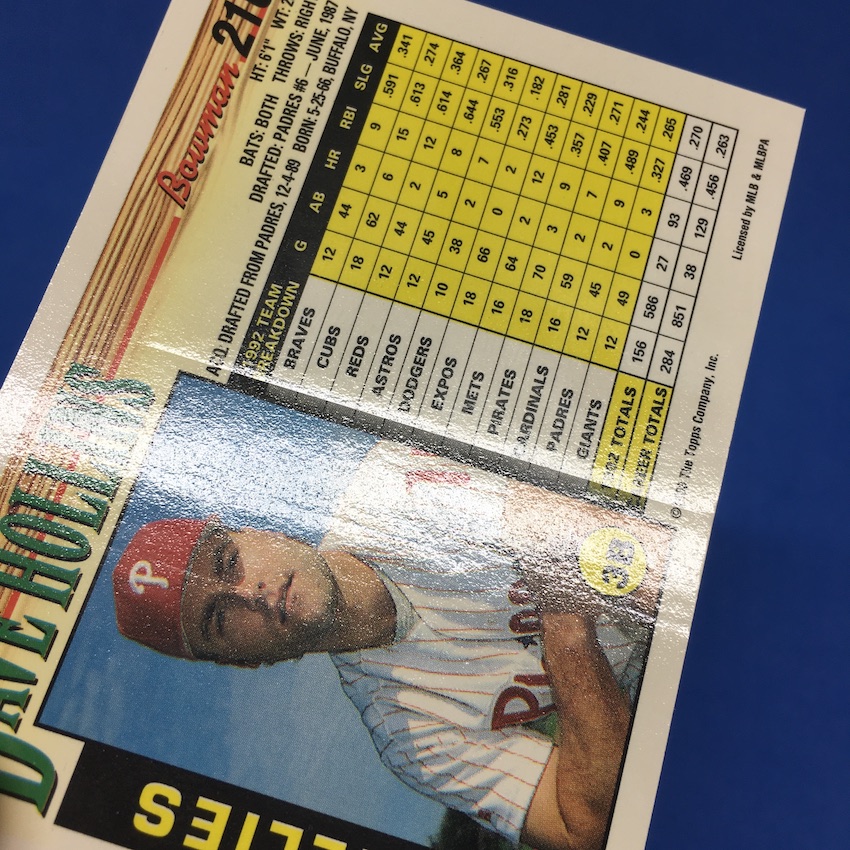 DAVE HOLLINS
Bowman
HT: 6'1" WT:
BATS: BOTH THROWS:
DRAFTED: PADRES #6—JUNE, 1987
ACQ. DRAFTED FROM PADRES, 12-4-89 BORN: 5-25-66, BUFFALO, NY
1992 TEAM BREAKDOWN G AB HR RBI SLG AVG
BRAVES 12 44 3 9 .591 .341
CUBS 18 62 6 15 .613 .274
REDS 12 44 2 12 .614 .364
ASTROS 12 45 5 8 .644 .267
DODGERS 10 38 2 7 .553 .316
EXPOS 18 66 0 2 .273 .182
METS 16 64 2 12 .453 .281
PIRATES 18 70 3 9 .357 .229
CARDINALS 16 59 2 7 .407 .271
PADRES 12 45 2 9 .489 .244
GIANTS 12 49 0 3 .327 .265
1992 TOTALS 156 586 27 93 .469 .270
CAREER TOTALS 284 851 38 129 .456 .263
© The Topps Company, Inc. Licensed by MLB & MLBPA
P
3B